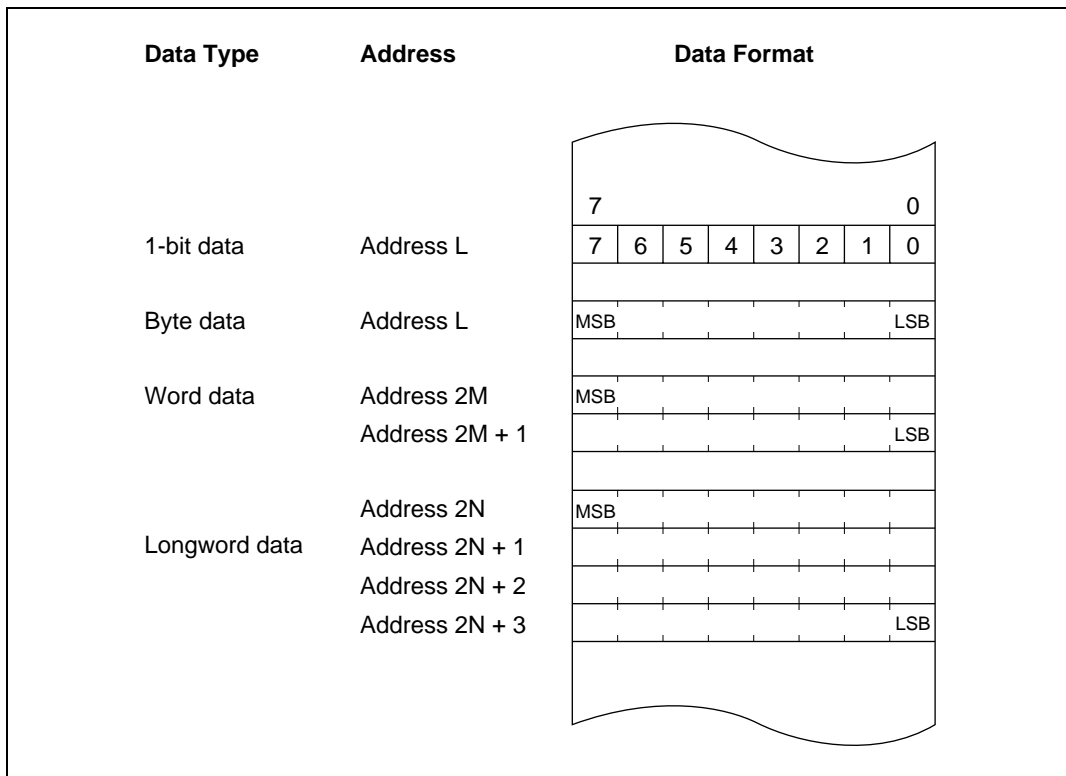 Data Type Address Data Format
7 0
1-bit data Address L 7 6 5 4 3 2 1 0
Byte data Address L MSB LSB
Word data Address 2M MSB
Address 2M + 1 LSB
Address 2N MSB
Longword data Address 2N + 1
Address 2N + 2
Address 2N + 3 LSB